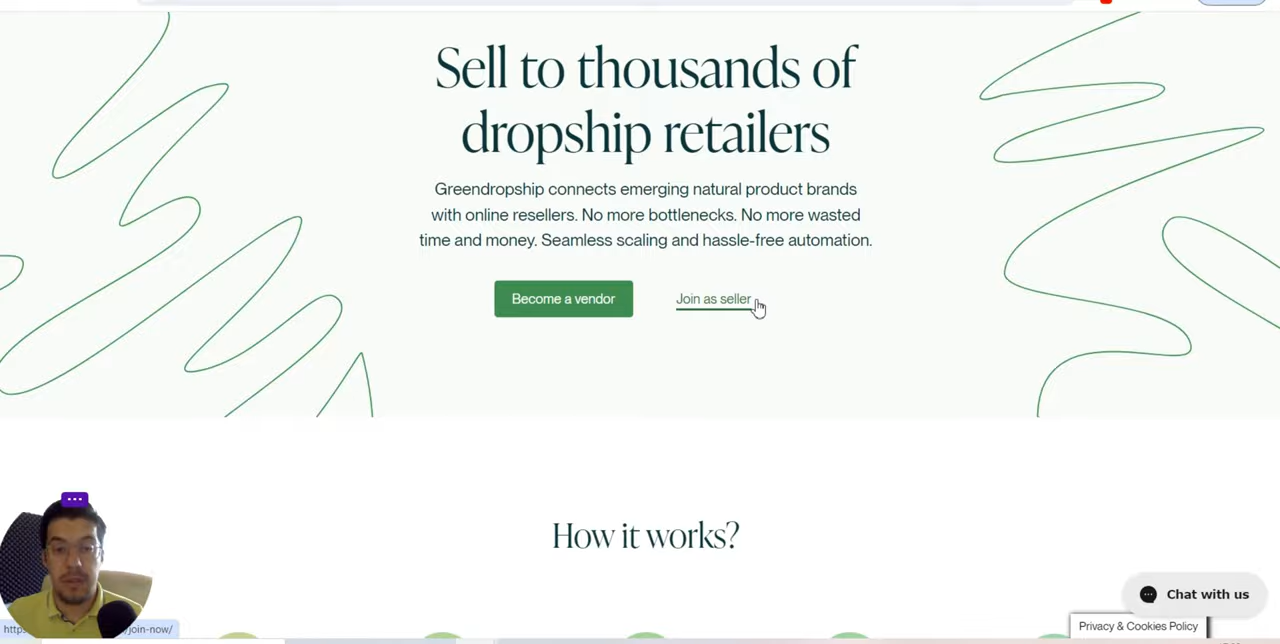 Sell to thousands of
dropship retailers
Greendropship connects emerging natural product brands
with online resellers. No more bottlenecks. No more wasted
time and money. Seamless scaling and hassle-free automation.
Become a vendor
Join as seller
How it works?
Chat with us
Privacy & Cookies Policy
/join-now/